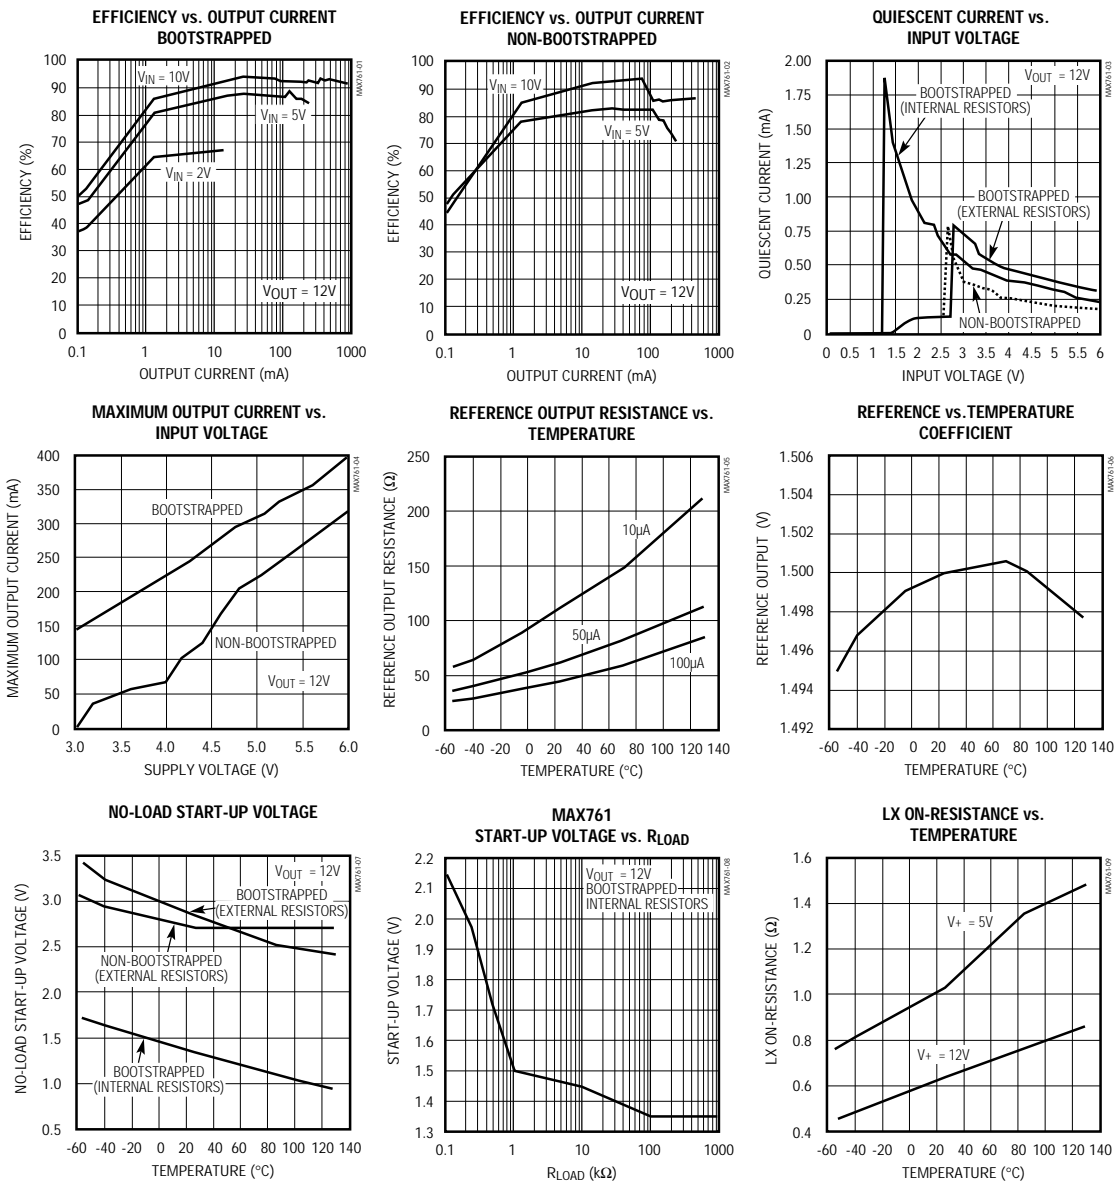 EFFICIENCY vs. OUTPUT CURRENT
BOOTSTRAPPED
100
90
80
70
60
50
40
30
20
10
0
EFFICIENCY (%)
VIN = 10V
VIN = 5V
VIN = 2V
VOUT = 12V
MAX761-01
0.1 1 10 100 1000
OUTPUT CURRENT (mA)
EFFICIENCY vs. OUTPUT CURRENT
NON-BOOTSTRAPPED
100
90
80
70
60
50
40
30
20
10
0
EFFICIENCY (%)
VIN = 10V
VIN = 5V
VOUT = 12V
MAX761-02
0.1 1 10 100 1000
OUTPUT CURRENT (mA)
QUIESCENT CURRENT vs.
INPUT VOLTAGE
2.00
1.75
1.50
1.25
1.00
0.75
0.50
0.25
0
QUIESCENT CURRENT (mA)
VOUT = 12V
BOOTSTRAPPED
(INTERNAL RESISTORS)
BOOTSTRAPPED
(EXTERNAL RESISTORS)
NON-BOOTSTRAPPED
MAX761-03
0 0.5 1 1.5 2 2.5 3 3.5 4 4.5 5 5.5 6
INPUT VOLTAGE (V)
MAXIMUM OUTPUT CURRENT vs.
INPUT VOLTAGE
400
350
300
250
200
150
100
50
0
MAXIMUM OUTPUT CURRENT (mA)
BOOTSTRAPPED
NON-BOOTSTRAPPED
VOUT = 12V
MAX761-04
3.0 3.5 4.0 4.5 5.0 5.5 6.0
SUPPLY VOLTAGE (V)
REFERENCE OUTPUT RESISTANCE vs.
TEMPERATURE
250
200
150
100
50
0
REFERENCE OUTPUT RESISTANCE (Ω)
10µA
50µA
100µA
MAX761-05
-60 -40 -20 0 20 40 60 80 100 120 140
TEMPERATURE (°C)
REFERENCE vs.TEMPERATURE
COEFFICIENT
1.506
1.504
1.502
1.500
1.498
1.496
1.494
1.492
REFERENCE OUTPUT (V)
MAX761-06
-60 -40 -20 0 20 40 60 80 100 120 140
TEMPERATURE (°C)
NO-LOAD START-UP VOLTAGE
3.5
3.0
2.5
2.0
1.5
1.0
0.5
NO-LOAD START-UP VOLTAGE (V)
VOUT = 12V
BOOTSTRAPPED
(EXTERNAL RESISTORS)
NON-BOOTSTRAPPED
(EXTERNAL RESISTORS)
BOOTSTRAPPED
(INTERNAL RESISTORS)
MAX761-07
-60 -40 -20 0 20 40 60 80 100 120 140
TEMPERATURE (°C)
MAX761
START-UP VOLTAGE vs. RLOAD
2.2
2.1
2.0
1.9
1.8
1.7
1.6
1.5
1.4
1.3
START-UP VOLTAGE (V)
VOUT = 12V
BOOTSTRAPPED
INTERNAL RESISTORS
MAX761-08
0.1 1 10 100 1000
RLOAD (kΩ)
LX ON-RESISTANCE vs.
TEMPERATURE
1.6
1.4
1.2
1.0
0.8
0.6
0.4
LX ON-RESISTANCE (Ω)
V+ = 5V
V+ = 12V
MAX761-09
-60 -40 -20 0 20 40 60 80 100 120 140
TEMPERATURE (°C)